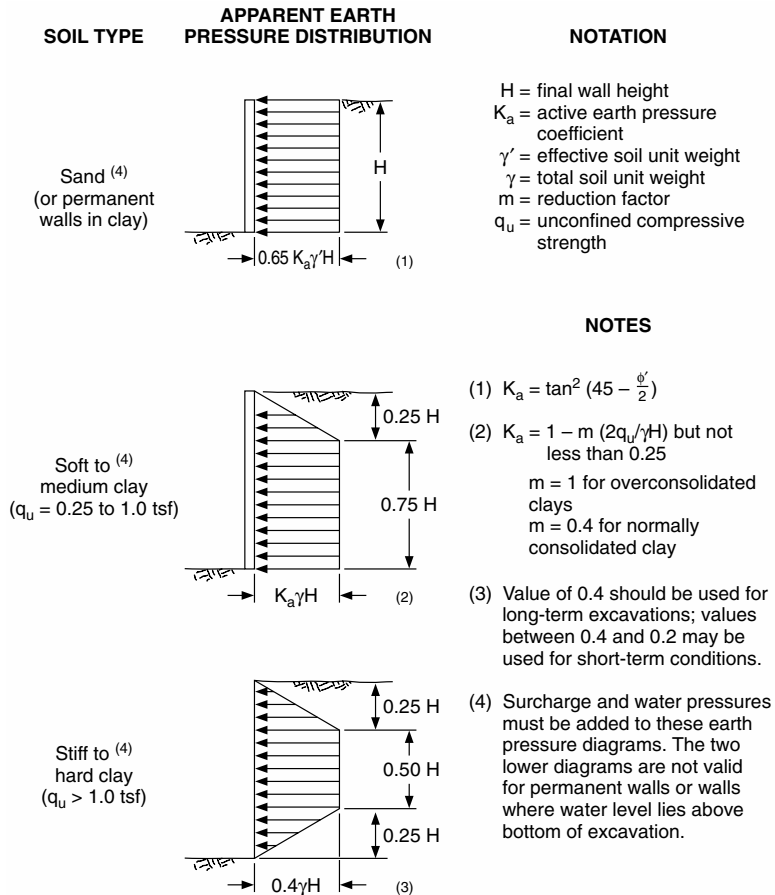 SOIL TYPE
APPARENT EARTH
PRESSURE DISTRIBUTION
NOTATION
Sand (4)
(or permanent
walls in clay)
H
0.65 Kₐγ′H
(1)
H = final wall height
Kₐ = active earth pressure
coefficient
γ′ = effective soil unit weight
γ = total soil unit weight
m = reduction factor
qᵤ = unconfined compressive
strength
NOTES
Soft to (4)
medium clay
(qᵤ = 0.25 to 1.0 tsf)
0.25 H
0.75 H
KₐγH
(2)
(1) Kₐ = tan² (45 – φ′/2)
(2) Kₐ = 1 – m (2qᵤ/γH) but not
less than 0.25
m = 1 for overconsolidated
clays
m = 0.4 for normally
consolidated clay
(3) Value of 0.4 should be used for
long-term excavations; values
between 0.4 and 0.2 may be
used for short-term conditions.
Stiff to (4)
hard clay
(qᵤ > 1.0 tsf)
0.25 H
0.50 H
0.25 H
0.4γH
(3)
(4) Surcharge and water pressures
must be added to these earth
pressure diagrams. The two
lower diagrams are not valid
for permanent walls or walls
where water level lies above
bottom of excavation.